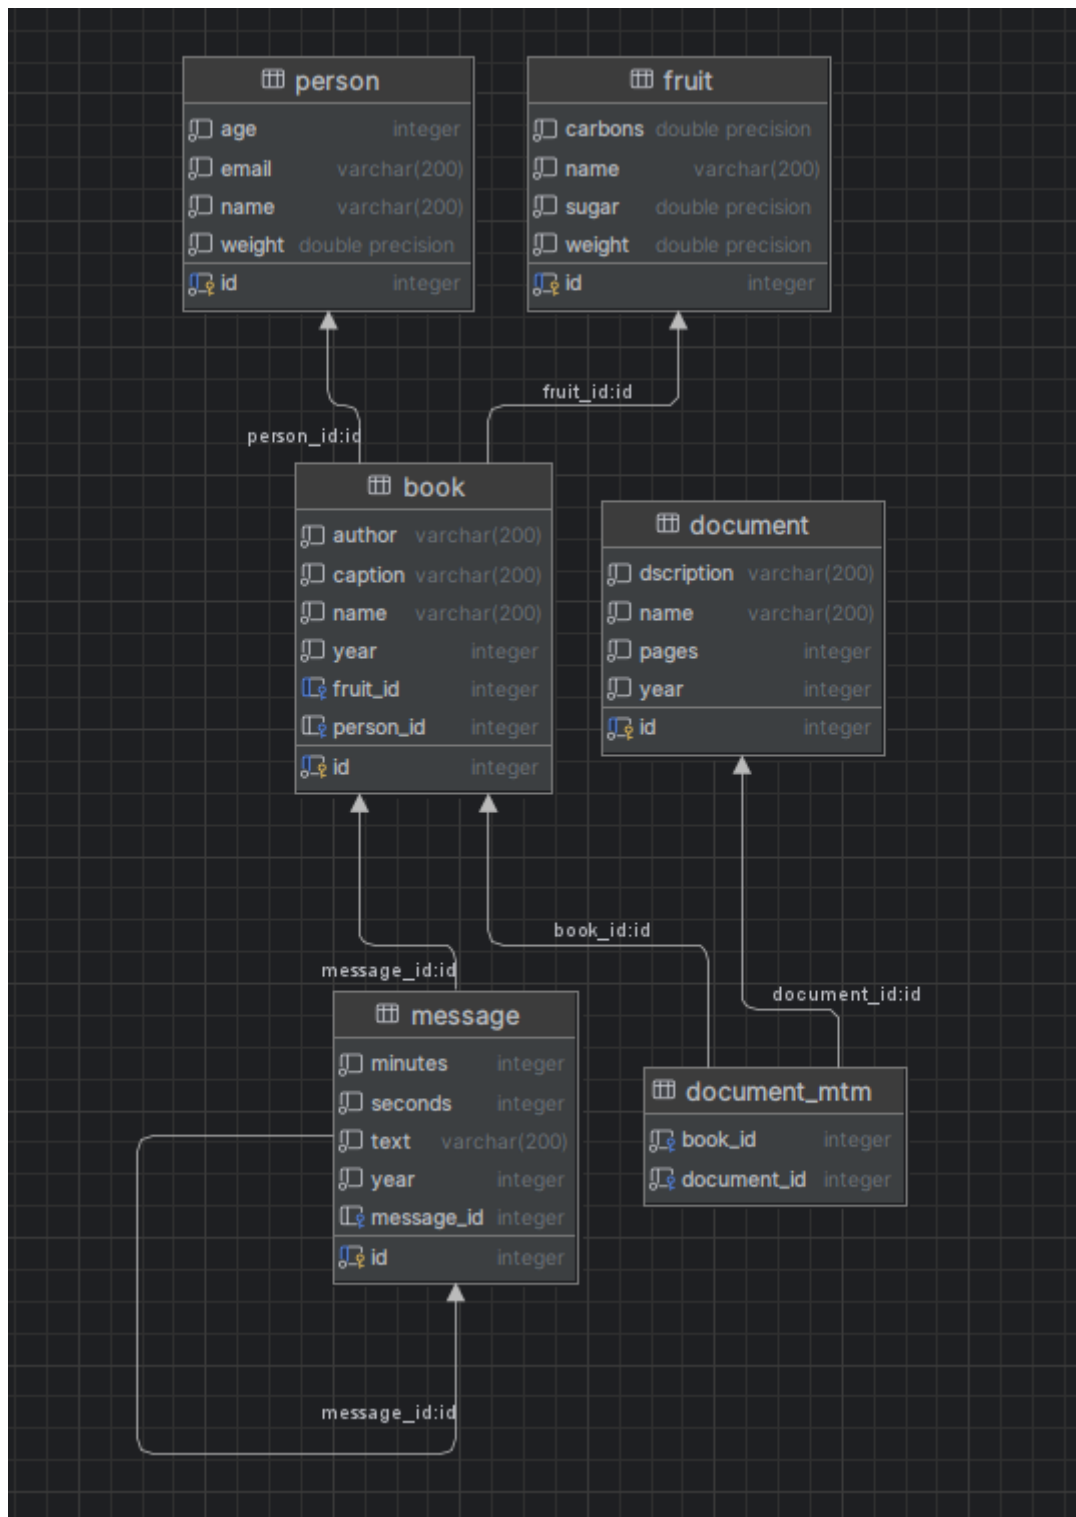 person
age integer
email varchar(200)
name varchar(200)
weight double precision
id integer
fruit
carbons double precision
name varchar(200)
sugar double precision
weight double precision
id integer
fruit_id:id
person_id:id
book
author varchar(200)
caption varchar(200)
name varchar(200)
year integer
fruit_id integer
person_id integer
id integer
document
dscription varchar(200)
name varchar(200)
pages integer
year integer
id integer
book_id:id
message_id:id
document_id:id
message
minutes integer
seconds integer
text varchar(200)
year integer
message_id integer
id integer
document_mtm
book_id integer
document_id integer
message_id:id